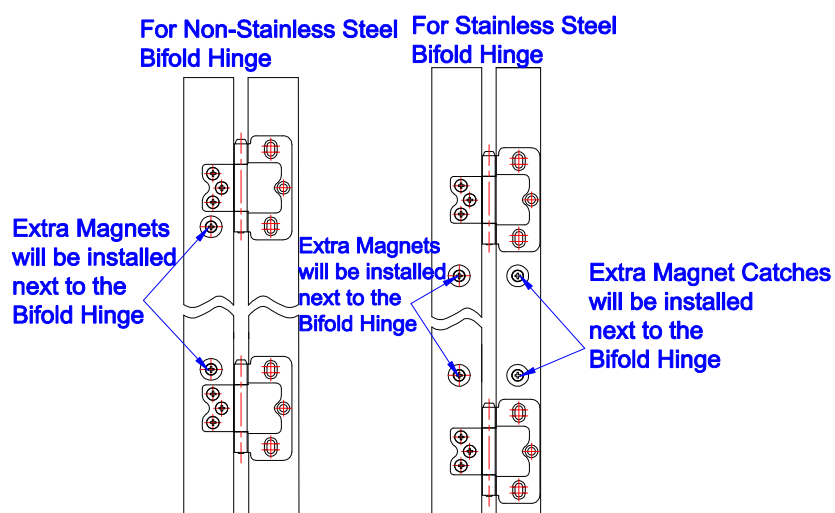 For Non-Stainless Steel
Bifold Hinge
For Stainless Steel
Bifold Hinge
Extra Magnets
will be installed
next to the
Bifold Hinge
Extra Magnets
will be installed
next to the
Bifold Hinge
Extra Magnet Catches
will be installed
next to the
Bifold Hinge